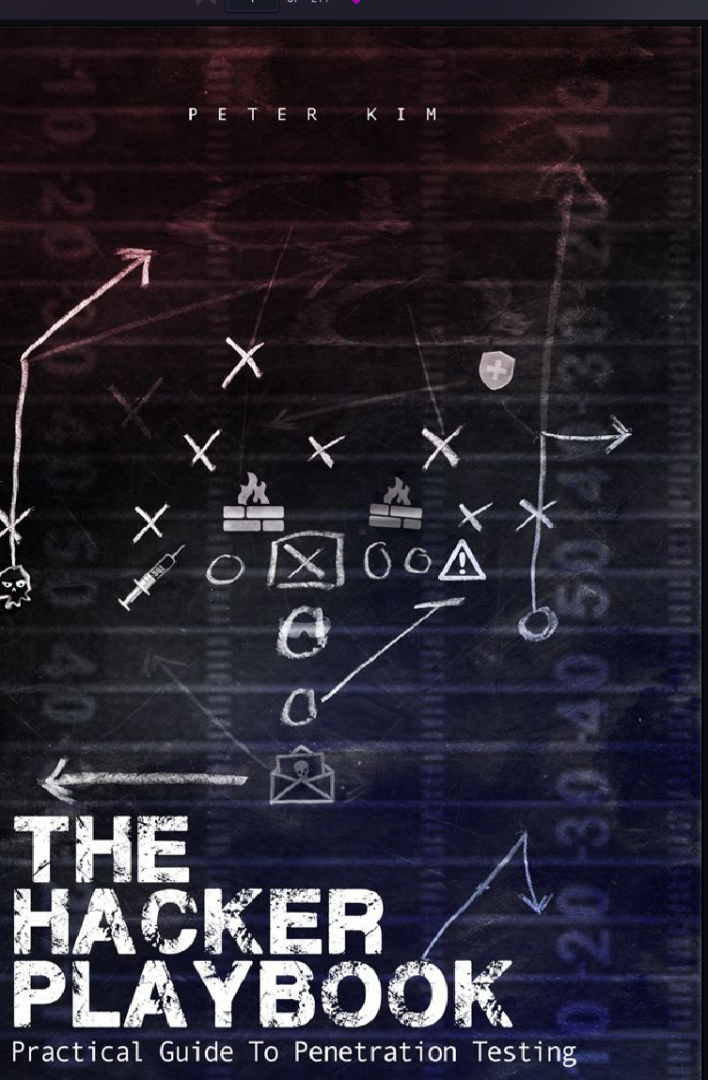 PETER KIM
THE
HACKER
PLAYBOOK
Practical Guide To Penetration Testing